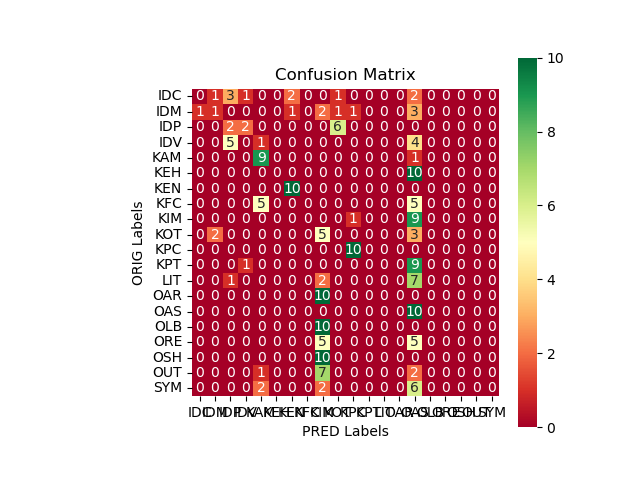 Confusion Matrix
IDC 0 1 3 1 0 0 2 0 0 1 0 0 0 0 2 0 0 0 0 0
IDM 1 1 0 0 0 0 1 0 2 1 1 0 0 0 3 0 0 0 0 0
IDP 0 0 2 2 0 0 0 0 0 6 0 0 0 0 0 0 0 0 0 0
IDV 0 0 5 0 1 0 0 0 0 0 0 0 0 0 4 0 0 0 0 0
KAM 0 0 0 0 9 0 0 0 0 0 0 0 0 0 1 0 0 0 0 0
KEH 0 0 0 0 0 0 0 0 0 0 0 0 0 0 10 0 0 0 0 0
KEN 0 0 0 0 0 0 10 0 0 0 0 0 0 0 0 0 0 0 0 0
KFC 0 0 0 0 5 0 0 0 0 0 0 0 0 0 5 0 0 0 0 0
KIM 0 0 0 0 0 0 0 0 0 0 1 0 0 0 9 0 0 0 0 0
KOT 0 2 0 0 0 0 0 0 5 0 0 0 0 0 3 0 0 0 0 0
KPC 0 0 0 0 0 0 0 0 0 0 10 0 0 0 0 0 0 0 0 0
KPT 0 0 0 1 0 0 0 0 0 0 0 0 0 0 9 0 0 0 0 0
LIT 0 0 1 0 0 0 0 0 2 0 0 0 0 0 7 0 0 0 0 0
OAR 0 0 0 0 0 0 0 0 10 0 0 0 0 0 0 0 0 0 0 0
OAS 0 0 0 0 0 0 0 0 0 0 0 0 0 0 10 0 0 0 0 0
OLB 0 0 0 0 0 0 0 0 10 0 0 0 0 0 0 0 0 0 0 0
ORE 0 0 0 0 0 0 0 0 5 0 0 0 0 0 5 0 0 0 0 0
OSH 0 0 0 0 0 0 0 0 10 0 0 0 0 0 0 0 0 0 0 0
OUT 0 0 0 0 1 0 0 0 7 0 0 0 0 0 2 0 0 0 0 0
SYM 0 0 0 0 2 0 0 0 2 0 0 0 0 0 6 0 0 0 0 0
IDC IDM IDP IDV KAM KEH KEN KFC KIM KOT KPC KPT LIT OAR OAS OLB ORE OSH OUT SYM
PRED Labels
ORIG Labels
10
8
6
4
2
0